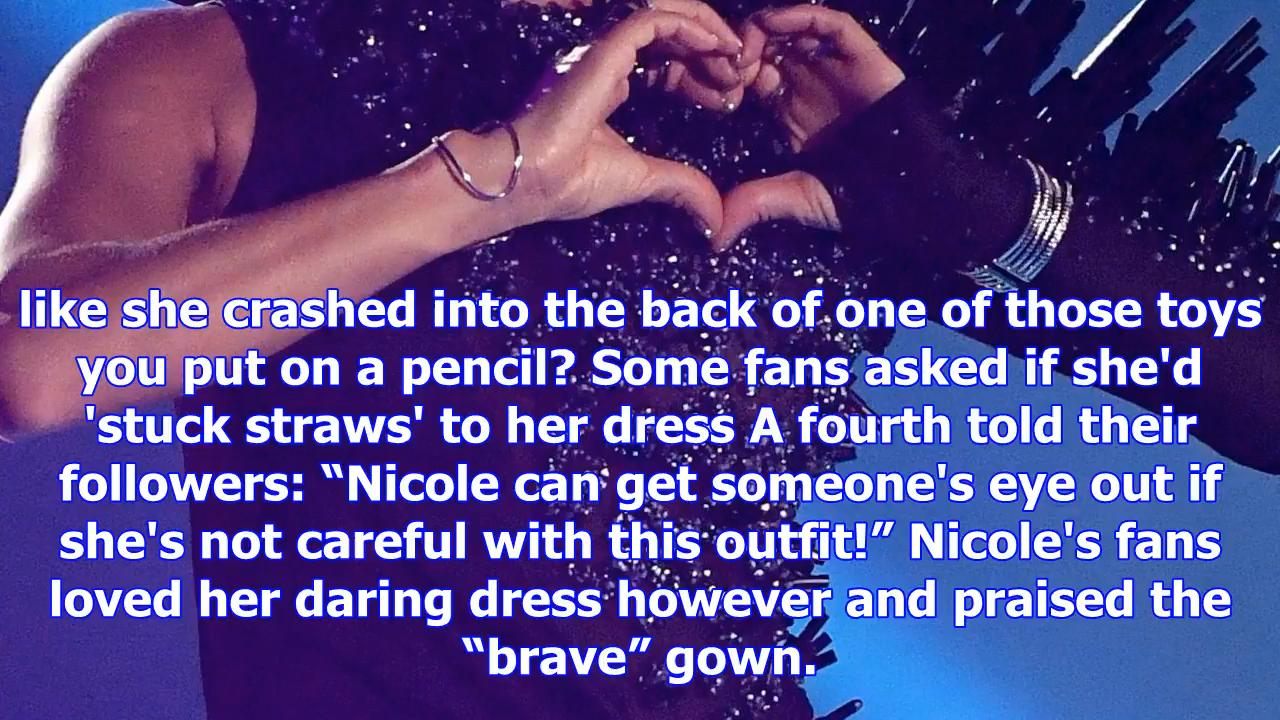 like she crashed into the back of one of those toys
you put on a pencil? Some fans asked if she'd
'stuck straws' to her dress A fourth told their
followers: “Nicole can get someone's eye out if
she's not careful with this outfit!” Nicole's fans
loved her daring dress however and praised the
“brave” gown.